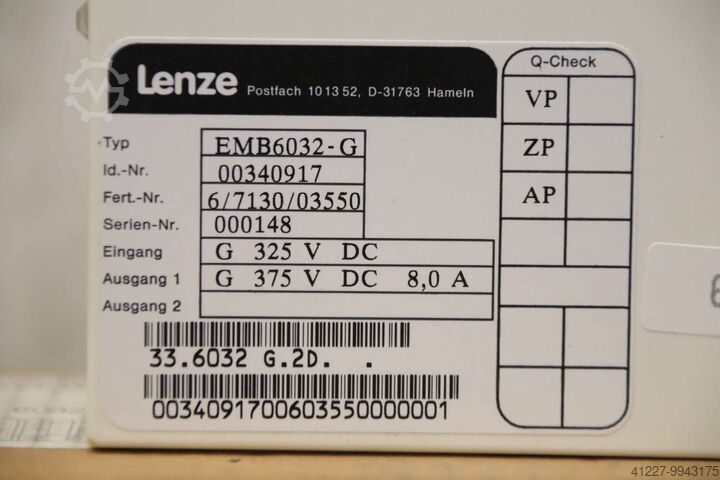 Lenze Postfach 10 13 52, D-31763 Hameln
Q-Check
VP
ZP
AP
Typ EMB6032-G
Id.-Nr. 00340917
Fert.-Nr. 6/7130/03550
Serien-Nr. 000148
Eingang G 325 V DC
Ausgang 1 G 375 V DC 8,0 A
Ausgang 2
33.6032 G.2D. .
00340917006035500000001
41227-9943175